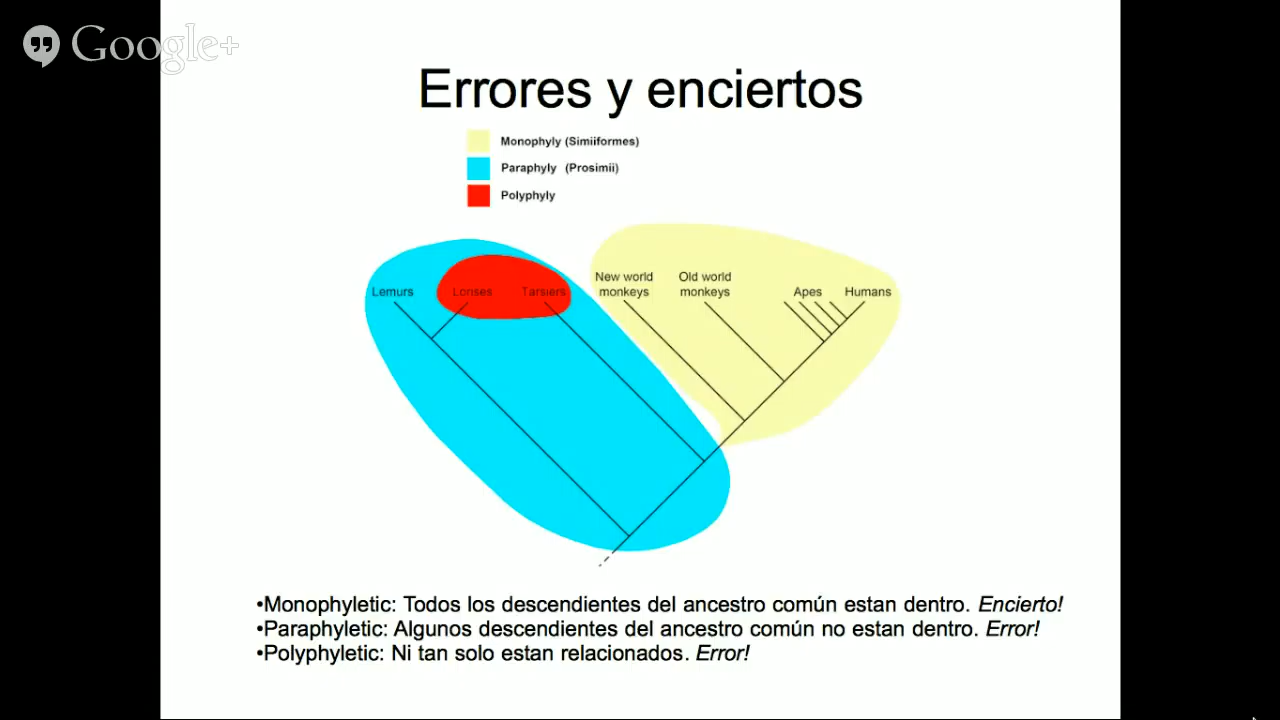 Google+
Errores y enciertos
Monophyly (Simiiformes)
Paraphyly (Prosimii)
Polyphyly
Lemurs
Lorises
Tarsiers
New world
monkeys
Old world
monkeys
Apes
Humans
•Monophyletic: Todos los descendientes del ancestro común estan dentro. Encierto!
•Paraphyletic: Algunos descendientes del ancestro común no estan dentro. Error!
•Polyphyletic: Ni tan solo estan relacionados. Error!